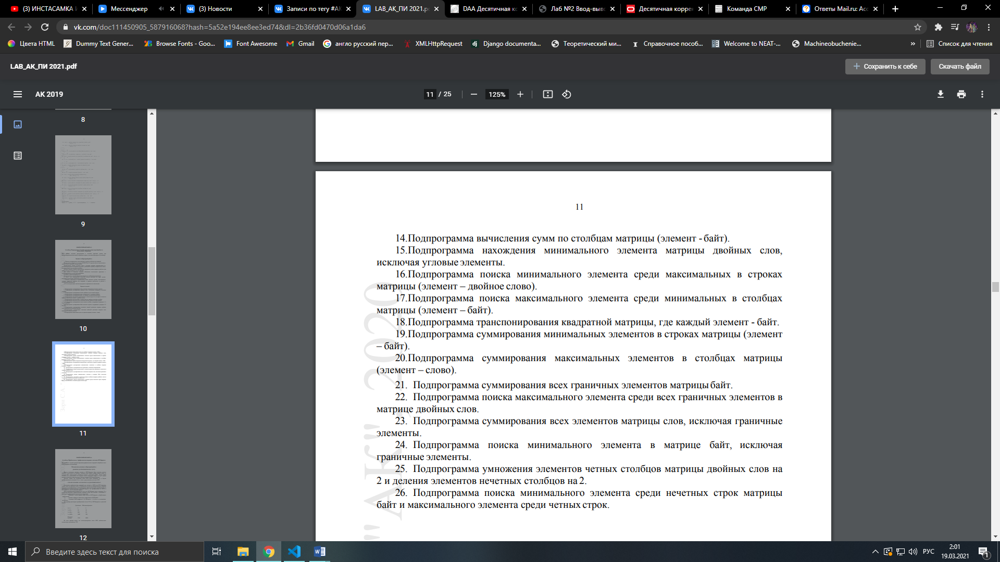 (3) ИНСТАСАМКА И
Мессенджер
(3) Новости
Записи по тегу #АК
LAB_АК_ПИ 2021.p
DAA Десятичная ко
Лаб №2 Ввод-выво
Десятичная коррек
Команда CMP
Ответы Mail.ru: Асс
vk.com/doc111450905_587916068?hash=5a52e194ee8ee3ed74&dl=2b36fd0470d06a1da6
Цвета HTML
Dummy Text Gener...
Browse Fonts - Goo...
Font Awesome
Gmail
англо русский пер...
XMLHttpRequest
Django documenta...
Теоретический ми...
Справочное пособ...
Welcome to NEAT-...
Machineobuchenie...
»
Список для чтения
LAB_АК_ПИ 2021.pdf
Сохранить к себе
Скачать файл
АК 2019
11 / 25
125%
8
9
10
11
12
11
14.Подпрограмма вычисления сумм по столбцам матрицы (элемент - байт).
15.Подпрограмма нахождения минимального элемента матрицы двойных слов,
исключая угловые элементы.
16.Подпрограмма поиска минимального элемента среди максимальных в строках
матрицы (элемент – двойное слово).
17.Подпрограмма поиска максимального элемента среди минимальных в столбцах
матрицы (элемент – байт).
18.Подпрограмма транспонирования квадратной матрицы, где каждый элемент - байт.
19.Подпрограмма суммирования минимальных элементов в строках матрицы (элемент
– байт).
20.Подпрограмма суммирования максимальных элементов в столбцах матрицы
(элемент – слово).
21. Подпрограмма суммирования всех граничных элементов матрицы байт.
22. Подпрограмма поиска максимального элемента среди всех граничных элементов в
матрице двойных слов.
23. Подпрограмма суммирования всех элементов матрицы слов, исключая граничные
элементы.
24. Подпрограмма поиска минимального элемента в матрице байт, исключая
граничные элементы.
25. Подпрограмма умножения элементов четных столбцов матрицы двойных слов на
2 и деления элементов нечетных столбцов на 2.
26. Подпрограмма поиска минимального элемента среди нечетных строк матрицы
байт и максимального элемента среди четных строк.
" АК", 2020
Введите здесь текст для поиска
РУС
2:01
19.03.2021
1